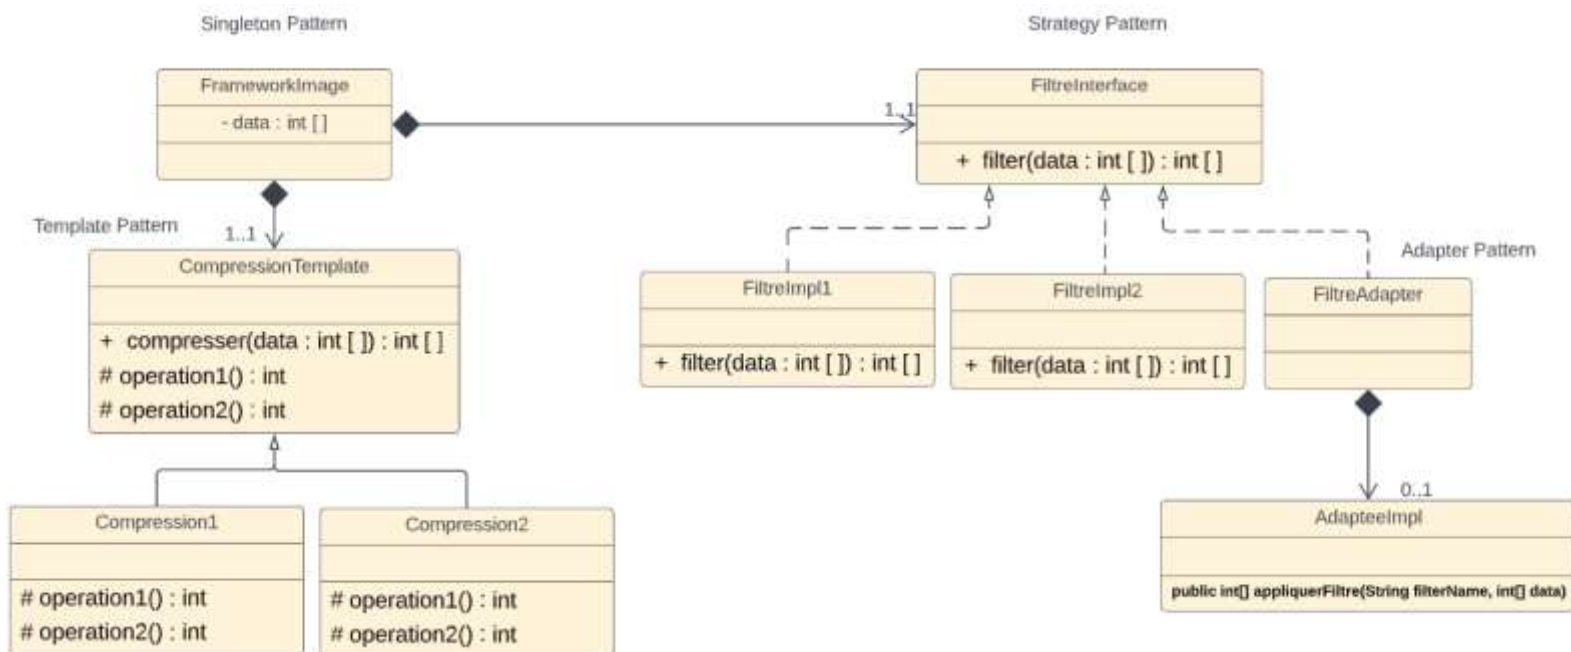 Singleton Pattern
Strategy Pattern
FrameworkImage
- data : int [ ]
1..1
FiltreInterface
+ filter(data : int [ ]) : int [ ]
Template Pattern
1..1
CompressionTemplate
+ compresser(data : int [ ]) : int [ ]
# operation1() : int
# operation2() : int
Adapter Pattern
FiltreImpl1
+ filter(data : int [ ]) : int [ ]
FiltreImpl2
+ filter(data : int [ ]) : int [ ]
FiltreAdapter
0..1
Compression1
# operation1() : int
# operation2() : int
Compression2
# operation1() : int
# operation2() : int
AdapteeImpl
public int[] appliquerFiltre(String filterName, int[] data)